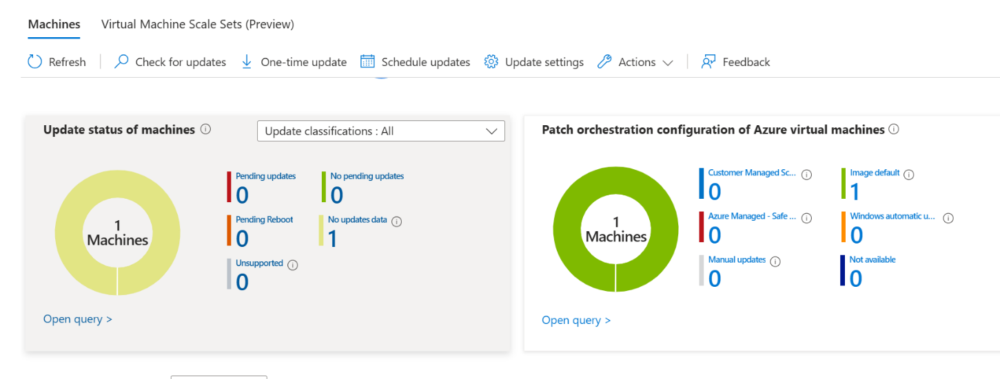 Machines Virtual Machine Scale Sets (Preview)
Refresh Check for updates One-time update Schedule updates Update settings Actions Feedback
Update status of machines Update classifications : All
1
Machines
Pending updates
0
No pending updates
0
Pending Reboot
0
No updates data
1
Unsupported
0
Open query >
Patch orchestration configuration of Azure virtual machines
1
Machines
Customer Managed Sc...
0
Image default
1
Azure Managed - Safe ...
0
Windows automatic u...
0
Manual updates
0
Not available
0
Open query >